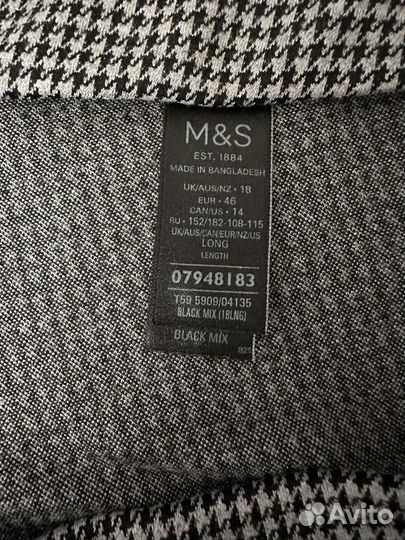 M&S
EST. 1884
MADE IN BANGLADESH
UK/AUS/NZ • 18
EUR • 46
CAN/US • 14
RU • 152/182-108-115
UK/AUS/CAN/EUR/NZ/US
LONG
LENGTH
07948183
T59 5909/04135
BLACK MIX (18LNG)
BLACK MIX
B25
Avito